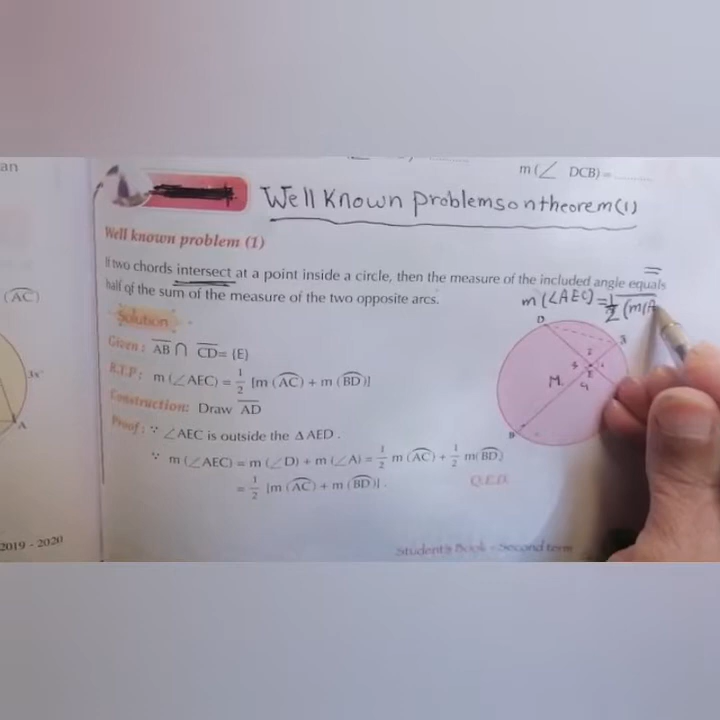 an
m(∠ DCB)=..........
Well Known problems on theorem(1)
Well known problem (1)
If two chords intersect at a point inside a circle, then the measure of the included angle equals
half of the sum of the measure of the two opposite arcs.
(AC)
m(∠AEC)=1/2 (m(A
Solution
Given: AB ∩ CD = {E}
R.T.P: m(∠AEC) = 1/2 [m(AC) + m(BD)]
Construction: Draw AD
Proof: ∵ ∠AEC is outside the Δ AED.
∵ m(∠AEC) = m(∠D) + m(∠A) = 1/2 m(AC) + 1/2 m(BD)
= 1/2 [m(AC) + m(BD)].
Q.E.D.
D
3
E
M.
B
3x°
A
2019 - 2020
Student's Book - Second term